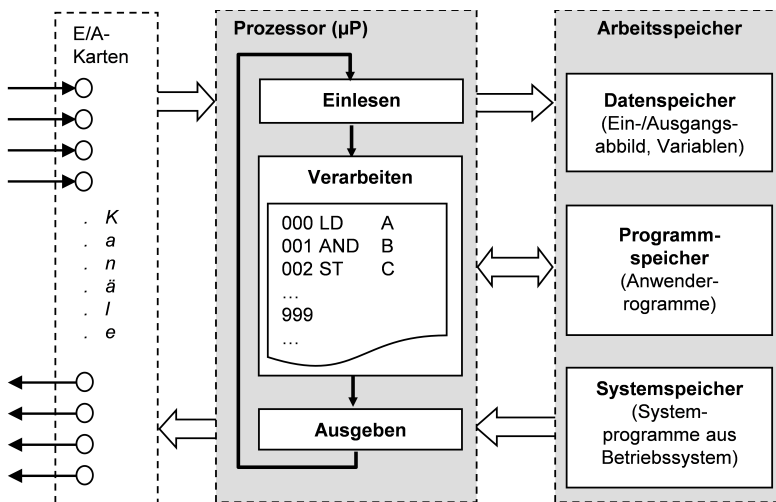 E/A-
Karten
. K
. a
. n
. ä
. l
. e
Prozessor (µP)
Einlesen
Verarbeiten
000 LD A
001 AND B
002 ST C
...
999
...
Ausgeben
Arbeitsspeicher
Datenspeicher
(Ein-/Ausgangs-
abbild, Variablen)
Programm-
speicher
(Anwender-
rogramme)
Systemspeicher
(System-
programme aus
Betriebssystem)